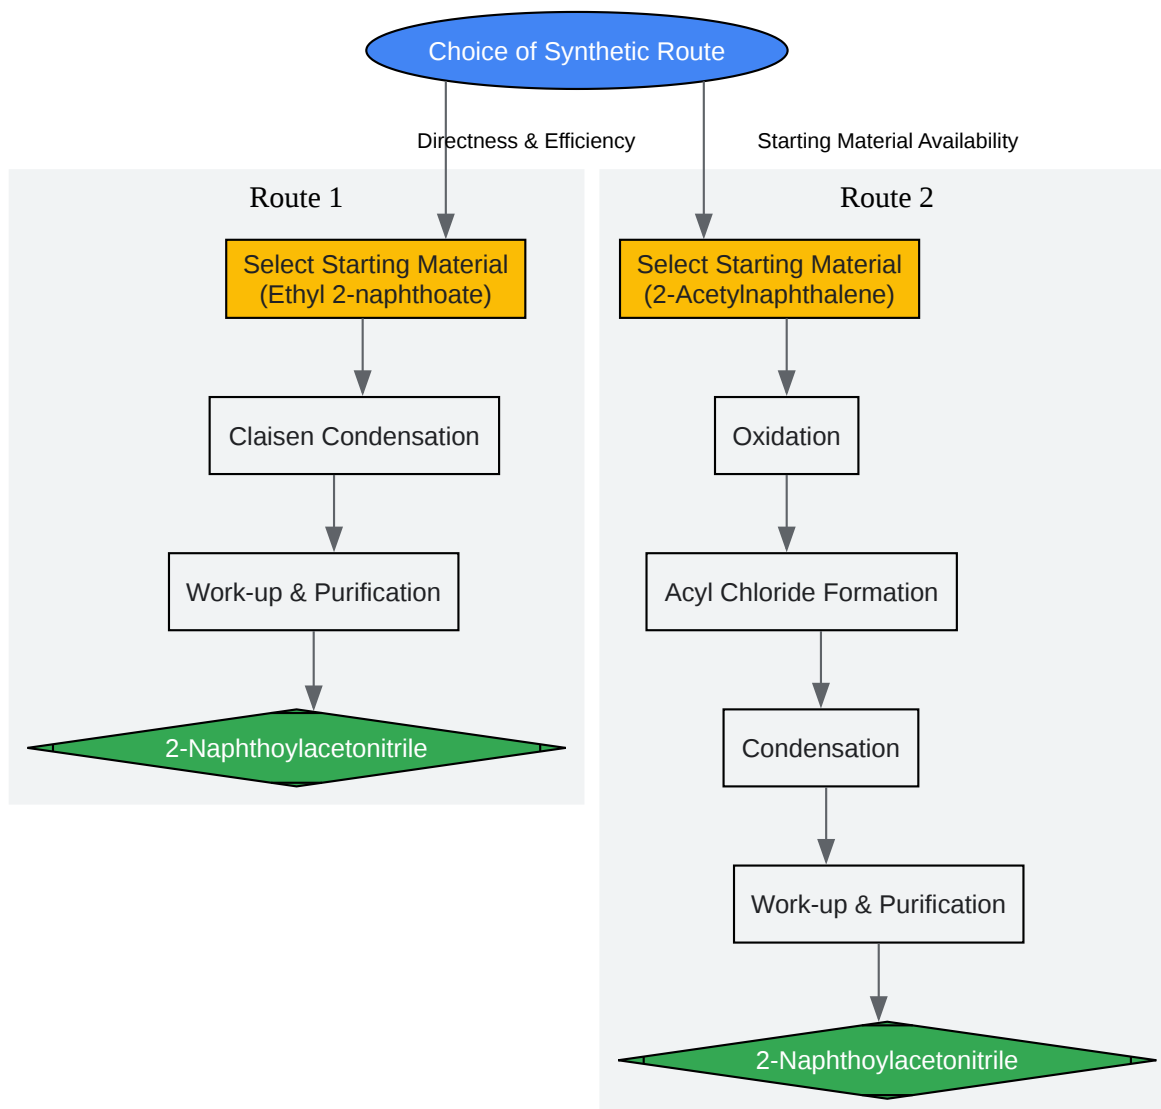 Choice of Synthetic Route
Directness & Efficiency
Starting Material Availability
Route 1
Select Starting Material
(Ethyl 2-naphthoate)
Claisen Condensation
Work-up & Purification
2-Naphthoylacetonitrile
Route 2
Select Starting Material
(2-Acetylnaphthalene)
Oxidation
Acyl Chloride Formation
Condensation
Work-up & Purification
2-Naphthoylacetonitrile